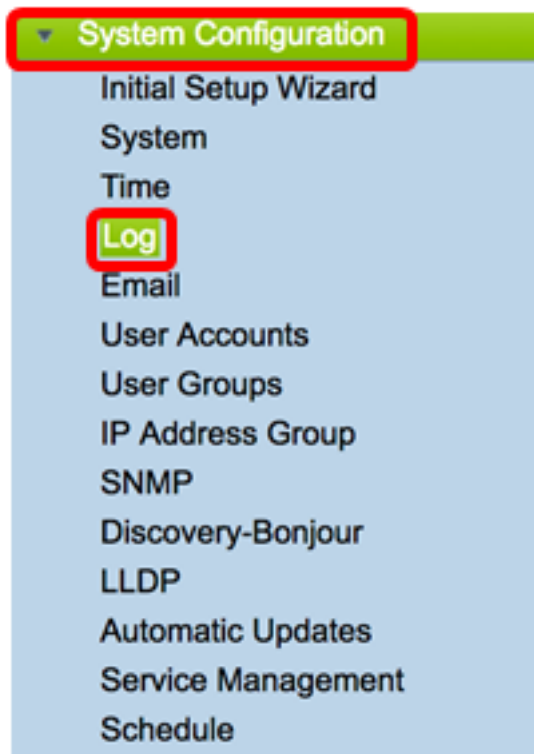 System Configuration
Initial Setup Wizard
System
Time
Log
Email
User Accounts
User Groups
IP Address Group
SNMP
Discovery-Bonjour
LLDP
Automatic Updates
Service Management
Schedule